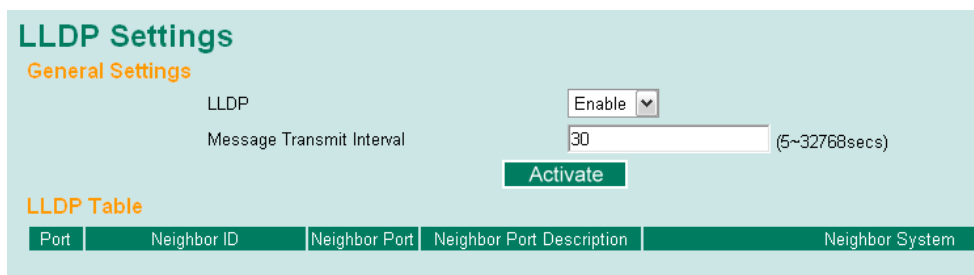 LLDP Settings
General Settings
LLDP Enable
Message Transmit Interval 30 (5~32768secs)
Activate
LLDP Table
Port Neighbor ID Neighbor Port Neighbor Port Description Neighbor System